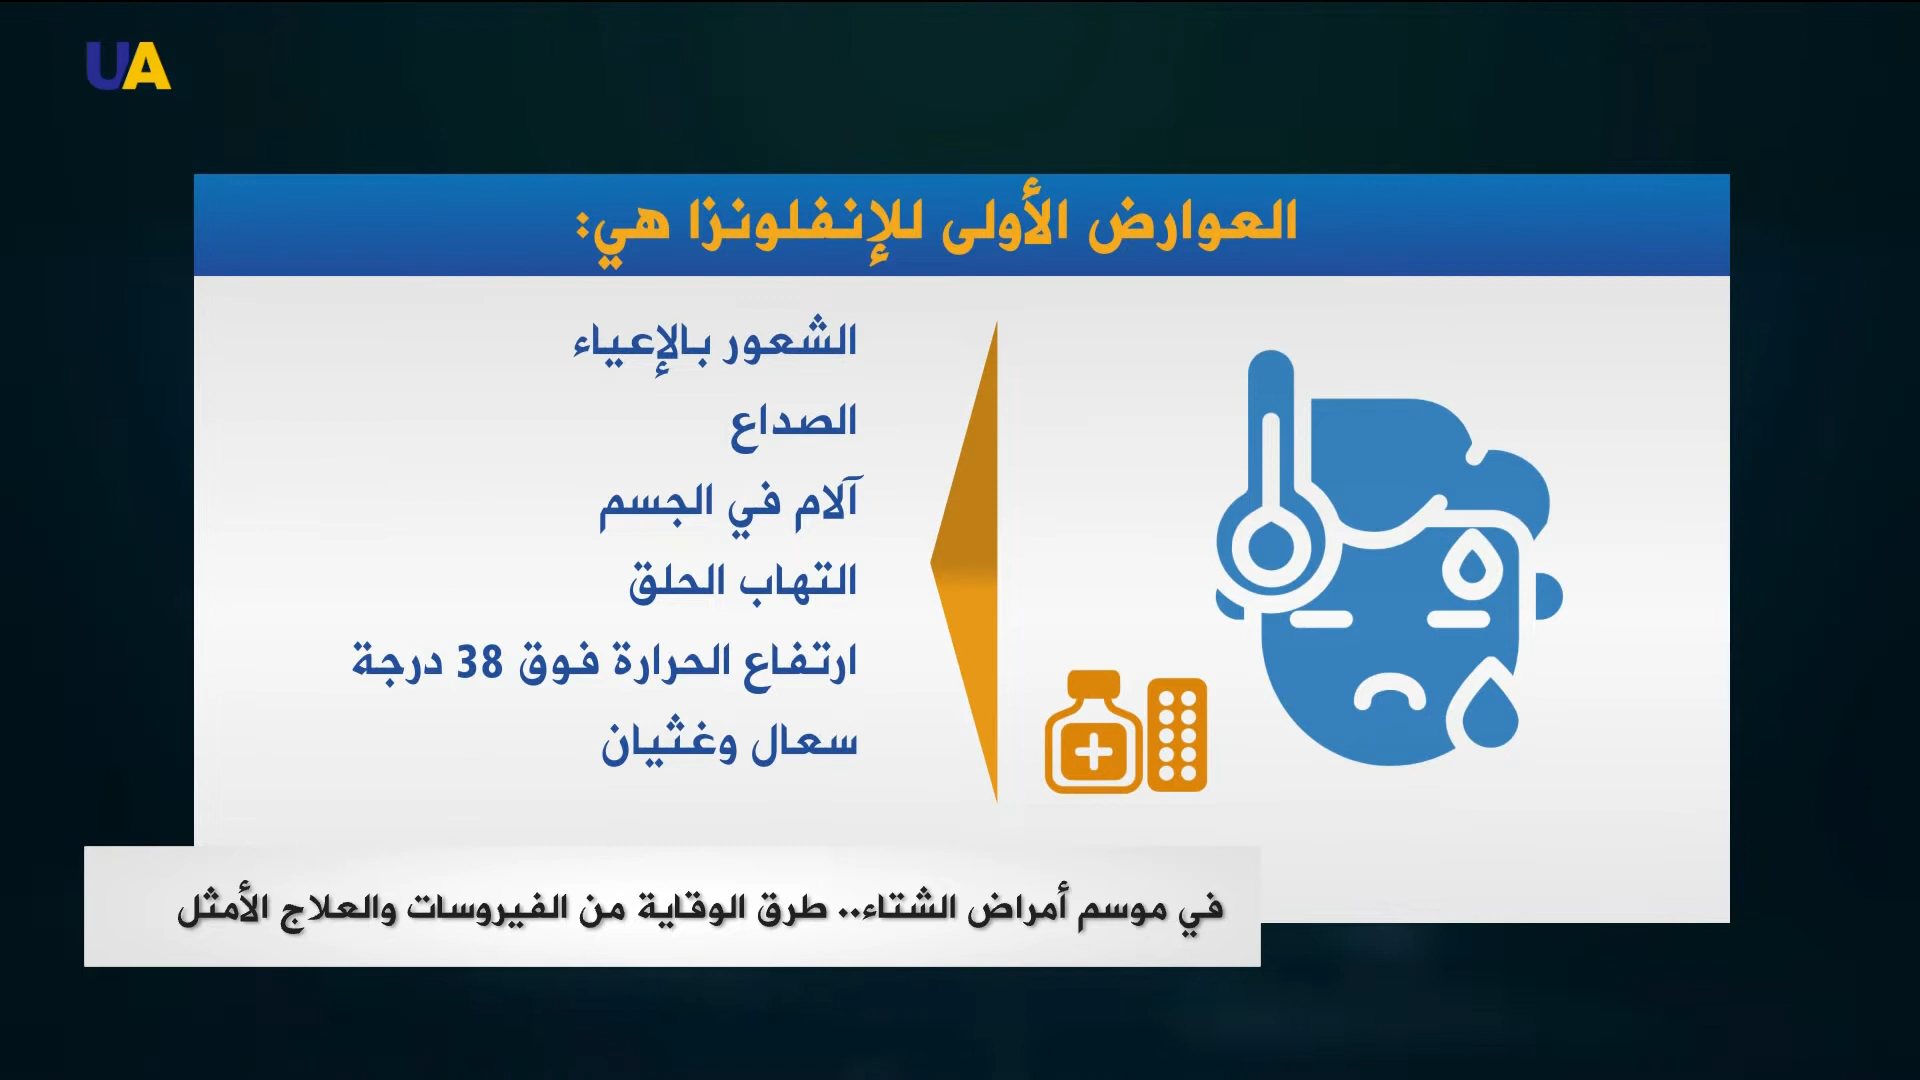 UA
العوارض الأولى للإنفلونزا هي:
الشعور بالإعياء
الصداع
آلام في الجسم
التهاب الحلق
ارتفاع الحرارة فوق 38 درجة
سعال وغثيان
في موسم أمراض الشتاء.. طرق الوقاية من الفيروسات والعلاج الأمثل